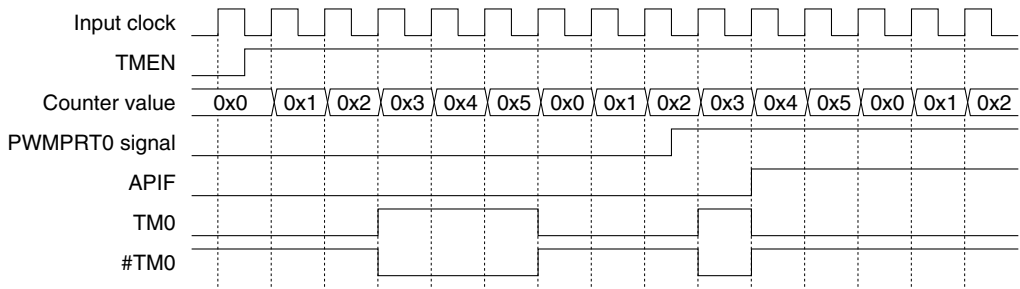 Input clock
TMEN
Counter value 0x0 0x1 0x2 0x3 0x4 0x5 0x0 0x1 0x2 0x3 0x4 0x5 0x0 0x1 0x2
PWMPRT0 signal
APIF
TM0
#TM0